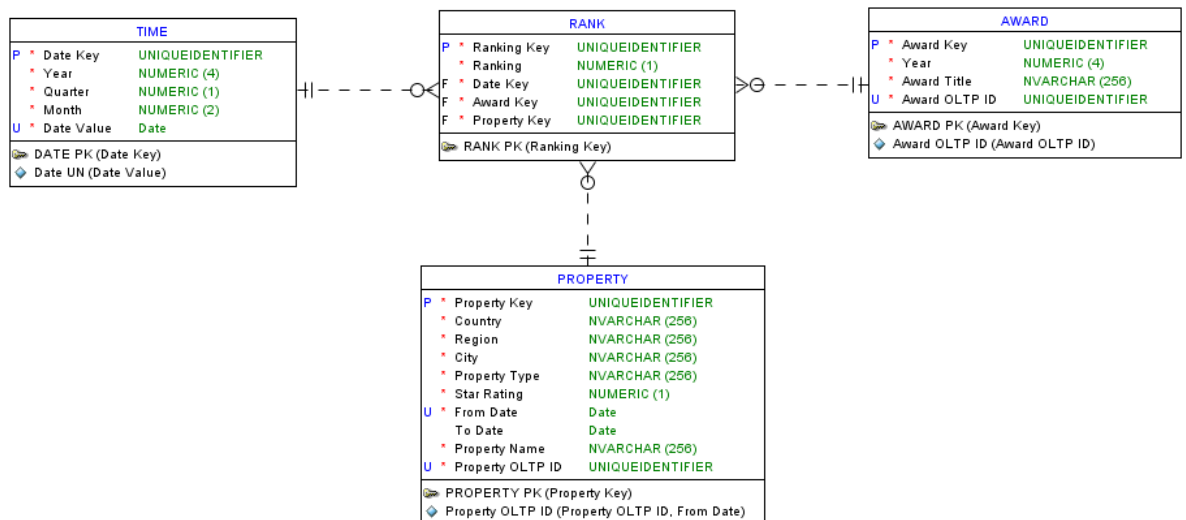 TIME
P * Date Key UNIQUEIDENTIFIER
* Year NUMERIC (4)
* Quarter NUMERIC (1)
* Month NUMERIC (2)
U * Date Value Date
DATE PK (Date Key)
Date UN (Date Value)
RANK
P * Ranking Key UNIQUEIDENTIFIER
* Ranking NUMERIC (1)
F * Date Key UNIQUEIDENTIFIER
F * Award Key UNIQUEIDENTIFIER
F * Property Key UNIQUEIDENTIFIER
RANK PK (Ranking Key)
AWARD
P * Award Key UNIQUEIDENTIFIER
* Year NUMERIC (4)
* Award Title NVARCHAR (256)
U * Award OLTP ID UNIQUEIDENTIFIER
AWARD PK (Award Key)
Award OLTP ID (Award OLTP ID)
PROPERTY
P * Property Key UNIQUEIDENTIFIER
* Country NVARCHAR (256)
* Region NVARCHAR (256)
* City NVARCHAR (256)
* Property Type NVARCHAR (256)
* Star Rating NUMERIC (1)
U * From Date Date
To Date Date
* Property Name NVARCHAR (256)
U * Property OLTP ID UNIQUEIDENTIFIER
PROPERTY PK (Property Key)
Property OLTP ID (Property OLTP ID, From Date)